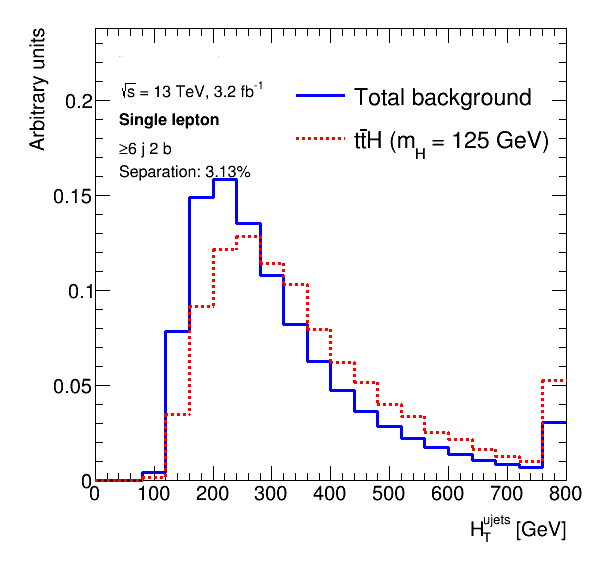 Arbitrary units
√s = 13 TeV, 3.2 fb⁻¹
Single lepton
≥6 j 2 b
Separation: 3.13%
Total background
tt̄H (m_H = 125 GeV)
0.2
0.15
0.1
0.05
0
0 100 200 300 400 500 600 700 800
H_T^ujets [GeV]